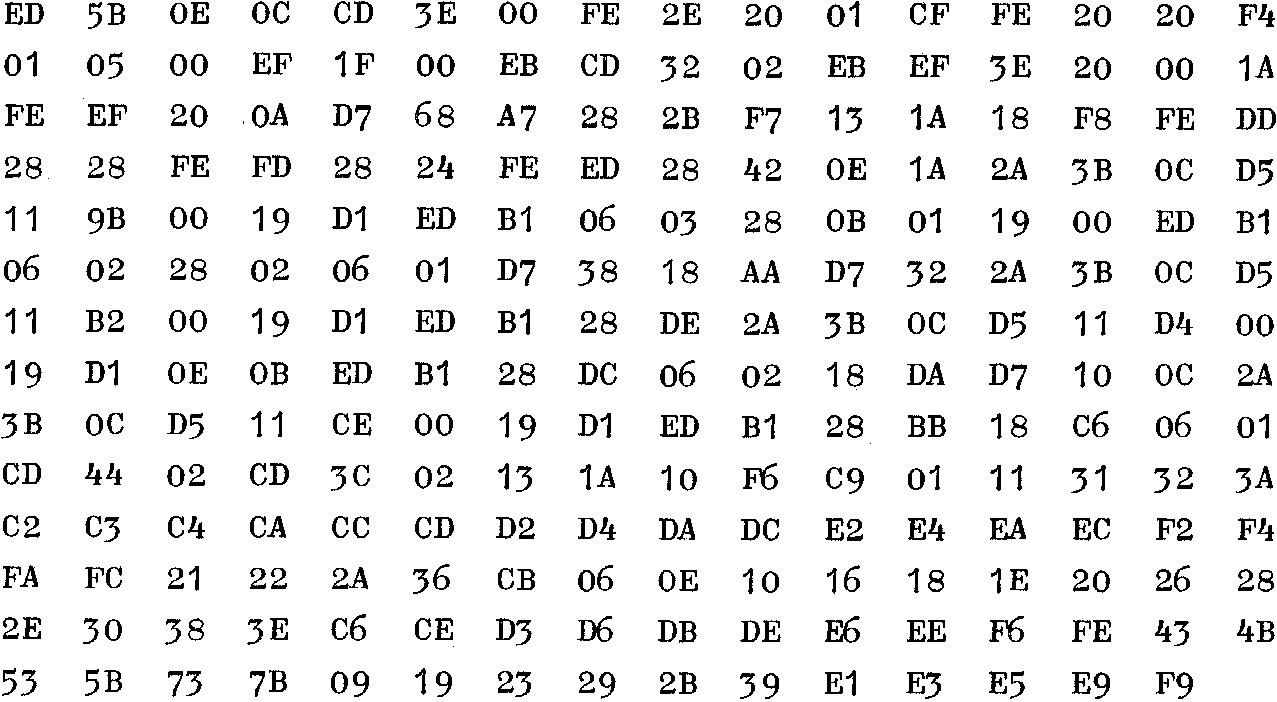 ED 5B 0E 0C CD 3E 00 FE 2E 20 01 CF FE 20 20 F4
01 05 00 EF 1F 00 EB CD 32 02 EB EF 3E 20 00 1A
FE EF 20 0A D7 68 A7 28 2B F7 13 1A 18 F8 FE DD
28 28 FE FD 28 24 FE ED 28 42 0E 1A 2A 3B 0C D5
11 9B 00 19 D1 ED B1 06 03 28 0B 01 19 00 ED B1
06 02 28 02 06 01 D7 38 18 AA D7 32 2A 3B 0C D5
11 B2 00 19 D1 ED B1 28 DE 2A 3B 0C D5 11 D4 00
19 D1 0E 0B ED B1 28 DC 06 02 18 DA D7 10 0C 2A
3B 0C D5 11 CE 00 19 D1 ED B1 28 BB 18 C6 06 01
CD 44 02 CD 3C 02 13 1A 10 F6 C9 01 11 31 32 3A
C2 C3 C4 CA CC CD D2 D4 DA DC E2 E4 EA EC F2 F4
FA FC 21 22 2A 36 CB 06 0E 10 16 18 1E 20 26 28
2E 30 38 3E C6 CE D3 D6 DB DE E6 EE F6 FE 43 4B
53 5B 73 7B 09 19 23 29 2B 39 E1 E3 E5 E9 F9